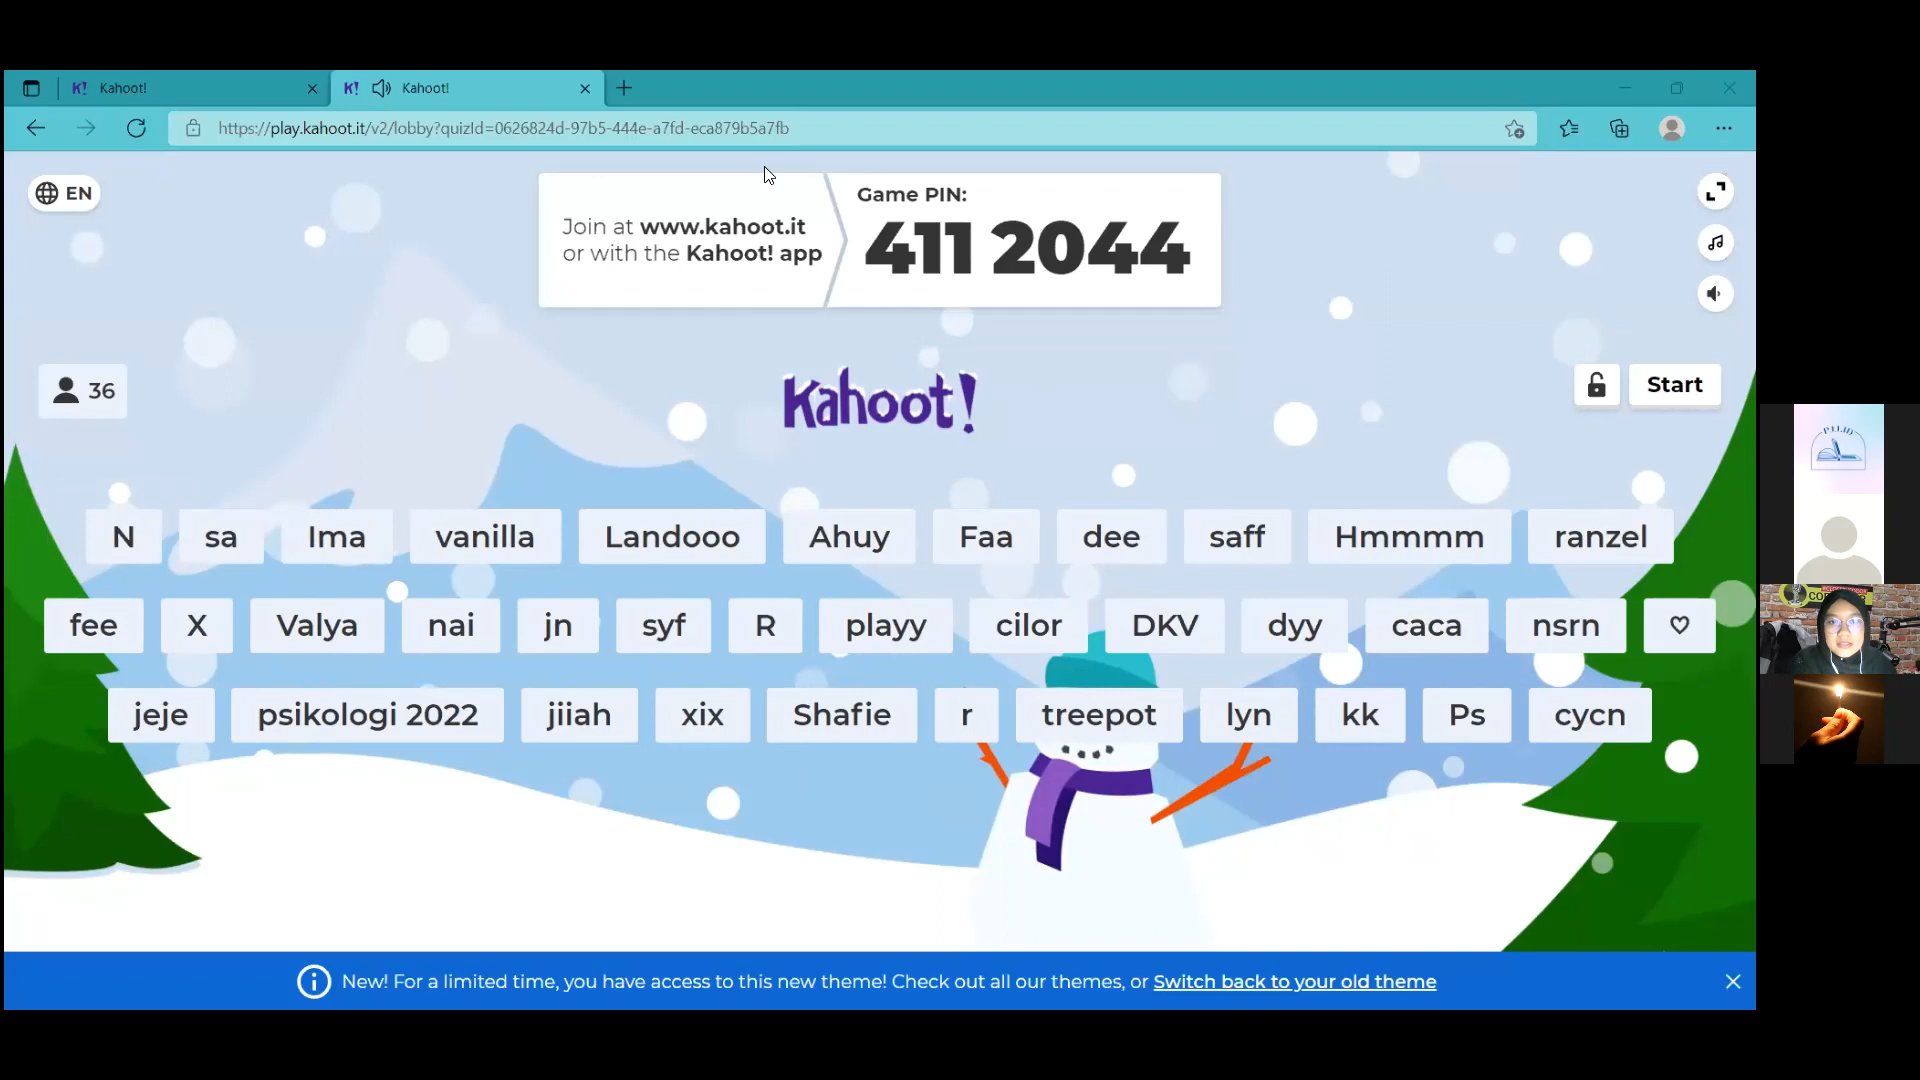 Kahoot!
Kahoot!
https://play.kahoot.it/v2/lobby?quizId=0626824d-97b5-444e-a7fd-eca879b5a7fb
EN
Join at www.kahoot.it
or with the Kahoot! app
Game PIN:
411 2044
36
Kahoot!
Start
N sa Ima vanilla Landooo Ahuy Faa dee saff Hmmmm ranzel
fee X Valya nai jn syf R playy cilor DKV dyy caca nsrn ♡
jeje psikologi 2022 jiiah xix Shafie r treepot lyn kk Ps cycn
New! For a limited time, you have access to this new theme! Check out all our themes, or Switch back to your old theme